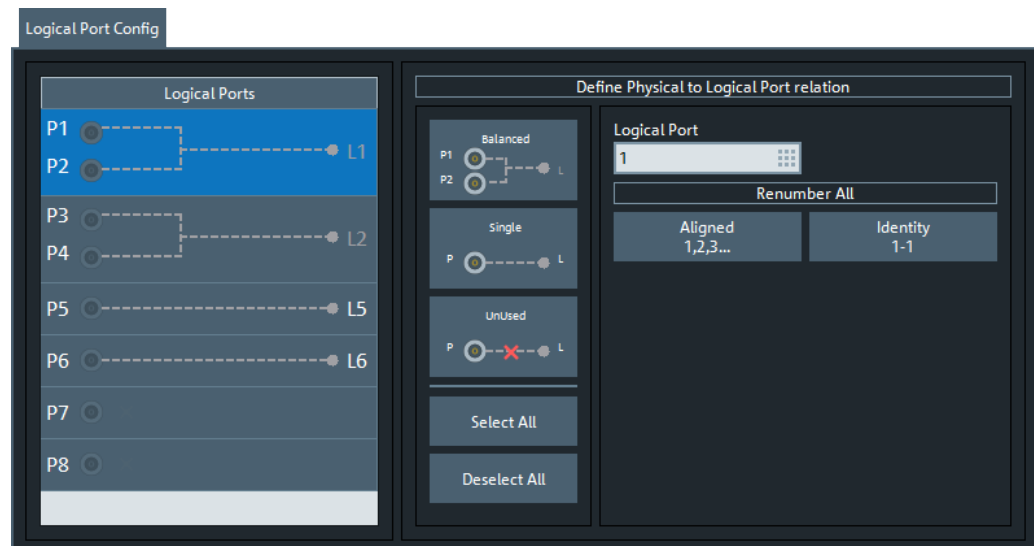 Logical Port Config
Logical Ports
P1
P2
L1
P3
P4
L2
P5
L5
P6
L6
P7
P8
Define Physical to Logical Port relation
Balanced
P1
P2
L
Single
P
L
UnUsed
P
L
Select All
Deselect All
Logical Port
1
Renumber All
Aligned
1,2,3...
Identity
1-1